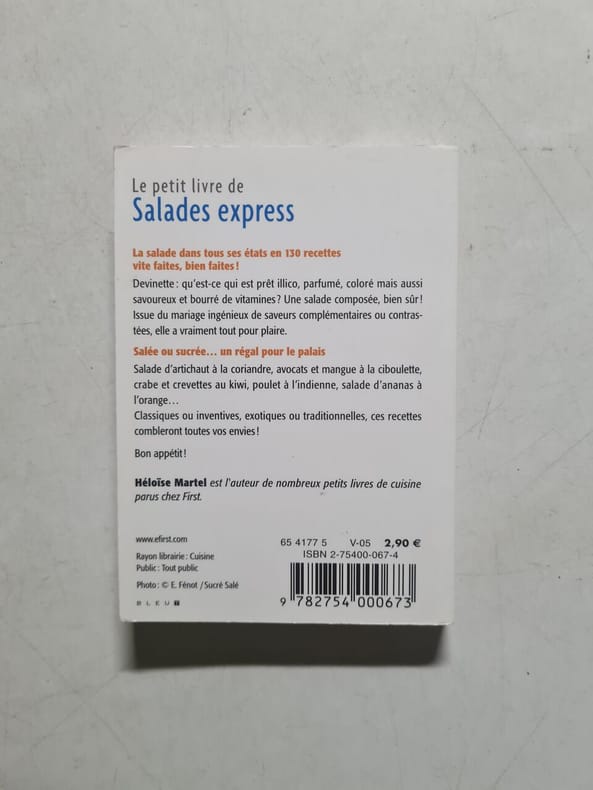 Le petit livre de
Salades express
La salade dans tous ses états en 130 recettes
vite faites, bien faites !
Devinette : qu'est-ce qui est prêt illico, parfumé, coloré mais aussi
savoureux et bourré de vitamines ? Une salade composée, bien sûr !
Issue du mariage ingénieux de saveurs complémentaires ou contras-
tées, elle a vraiment tout pour plaire.
Salée ou sucrée... un régal pour le palais
Salade d'artichaut à la coriandre, avocats et mangue à la ciboulette,
crabe et crevettes au kiwi, poulet à l'indienne, salade d'ananas à
l'orange...
Classiques ou inventives, exotiques ou traditionnelles, ces recettes
combleront toutes vos envies !
Bon appétit !
Héloïse Martel est l'auteur de nombreux petits livres de cuisine
parus chez First.
www.efirst.com
Rayon librairie : Cuisine
Public : Tout public
Photo : © E. Fénot / Sucré Salé
BLEU T
65 4177 5 V-05 2,90 €
ISBN 2-75400-067-4
9 782754 000673